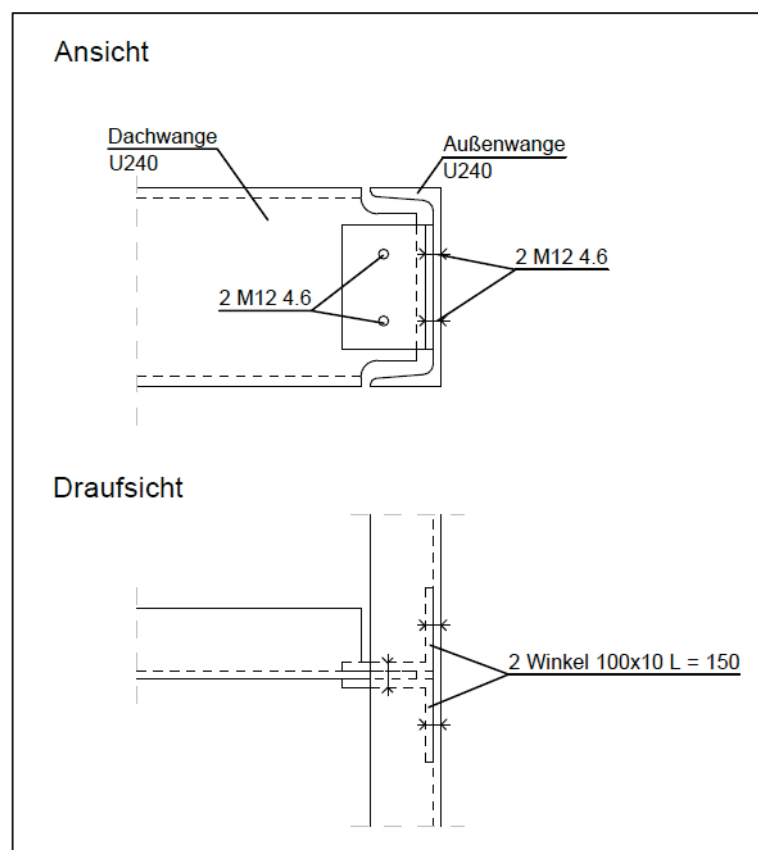 Ansicht
Dachwange
U240
Außenwange
U240
2 M12 4.6
2 M12 4.6
Draufsicht
2 Winkel 100x10 L = 150